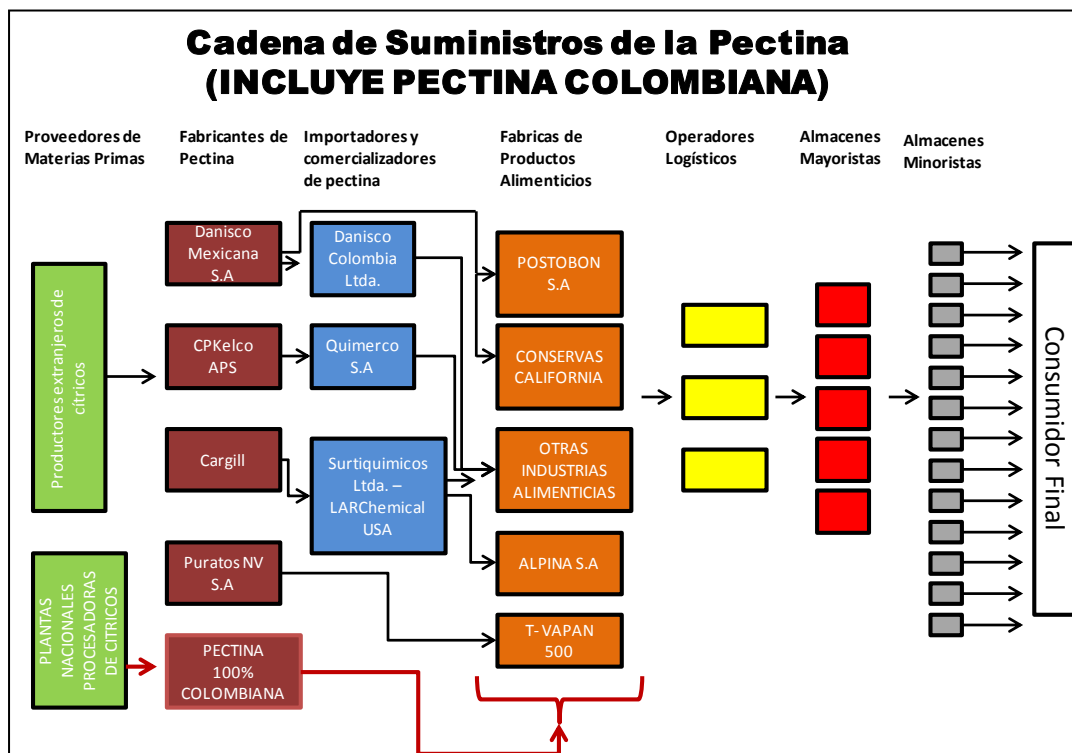 Cadena de Suministros de la Pectina
(INCLUYE PECTINA COLOMBIANA)
Proveedores de
Materias Primas
Fabricantes de
Pectina
Importadores y
comercializadores
de pectina
Fabricas de
Productos
Alimenticios
Operadores
Logísticos
Almacenes
Mayoristas
Almacenes
Minoristas
Productores extranjeros de
cítricos
PLANTAS
NACIONALES
PROCESADORAS
DE CITRICOS
Danisco
Mexicana
S.A
CPKelco
APS
Cargill
Puratos NV
S.A
PECTINA
100%
COLOMBIANA
Danisco
Colombia
Ltda.
Quimerco
S.A
Surtiquimicos
Ltda. –
LARChemical
USA
POSTOBON
S.A
CONSERVAS
CALIFORNIA
OTRAS
INDUSTRIAS
ALIMENTICIAS
ALPINA S.A
T- VAPAN
500
Consumidor Final